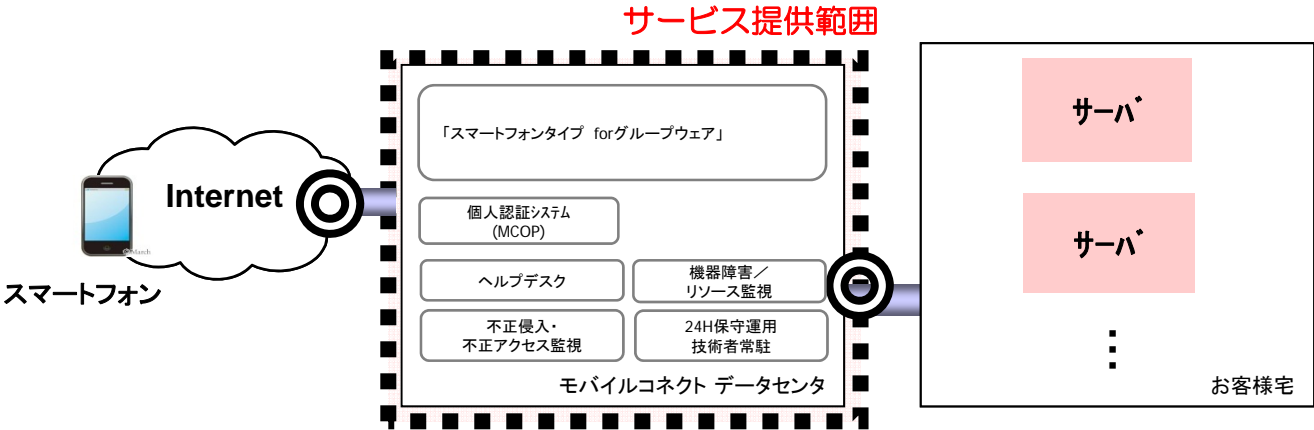 サービス提供範囲
「スマートフォンタイプ forグループウェア」
サーバ
Internet
個人認証システム
(MCOP)
サーバ
スマートフォン
ヘルプデスク
機器障害／
リソース監視
不正侵入・
不正アクセス監視
24H保守運用
技術者常駐
モバイルコネクト データセンタ
お客様宅